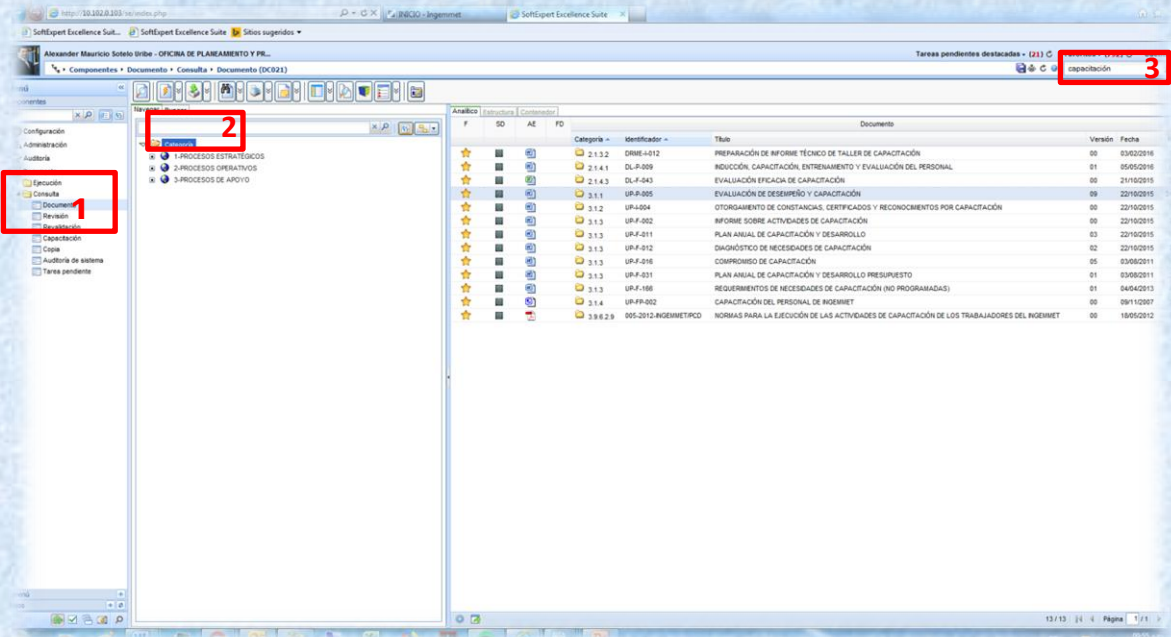 http://10.102.0.103/se/index.php
INICIO - Ingemmet
SoftExpert Excellence Suite
SoftExpert Excellence Suit...
SoftExpert Excellence Suite
Sitios sugeridos
Alexander Mauricio Sotelo Uribe - OFICINA DE PLANEAMIENTO Y PR...
Tareas pendientes destacadas - (21)
Componentes • Documento • Consulta • Documento (DC021)
capacitación
3
Configuración
Administración
Auditoría
Ejecución
Consulta
Documento
1
Revisión
Revalidación
Capacitación
Copia
Auditoría de sistema
Tarea pendiente
2
Categoría
1-PROCESOS ESTRATÉGICOS
2-PROCESOS OPERATIVOS
3-PROCESOS DE APOYO
Analítico Estructura Contenedor
F SD AE FD Documento
Categoría Identificador Título Versión Fecha
2.1.3.2 DRME-I-012 PREPARACIÓN DE INFORME TÉCNICO DE TALLER DE CAPACITACIÓN 00 03/02/2016
2.1.4.1 DL-P-009 INDUCCIÓN, CAPACITACIÓN, ENTRENAMIENTO Y EVALUACIÓN DEL PERSONAL 01 05/05/2016
2.1.4.3 DL-F-043 EVALUACIÓN EFICACIA DE CAPACITACIÓN 00 21/10/2015
3.1.1 UP-P-005 EVALUACIÓN DE DESEMPEÑO Y CAPACITACIÓN 09 22/10/2015
3.1.2 UP-I-004 OTORGAMIENTO DE CONSTANCIAS, CERTIFICADOS Y RECONOCIMIENTOS POR CAPACITACIÓN 00 22/10/2015
3.1.3 UP-F-002 INFORME SOBRE ACTIVIDADES DE CAPACITACIÓN 00 22/10/2015
3.1.3 UP-F-011 PLAN ANUAL DE CAPACITACIÓN Y DESARROLLO 03 22/10/2015
3.1.3 UP-F-012 DIAGNÓSTICO DE NECESIDADES DE CAPACITACIÓN 02 22/10/2015
3.1.3 UP-F-016 COMPROMISO DE CAPACITACIÓN 05 03/08/2011
3.1.3 UP-F-031 PLAN ANUAL DE CAPACITACIÓN Y DESARROLLO PRESUPUESTO 01 03/08/2011
3.1.3 UP-F-166 REQUERIMIENTOS DE NECESIDADES DE CAPACITACIÓN (NO PROGRAMADAS) 01 04/04/2013
3.1.4 UP-FP-002 CAPACITACIÓN DEL PERSONAL DE INGEMMET 00 09/11/2007
3.9.6.2.9 005-2012-INGEMMET/PCD NORMAS PARA LA EJECUCIÓN DE LAS ACTIVIDADES DE CAPACITACIÓN DE LOS TRABAJADORES DEL INGEMMET 00 18/05/2012
13/13 Página 1/1